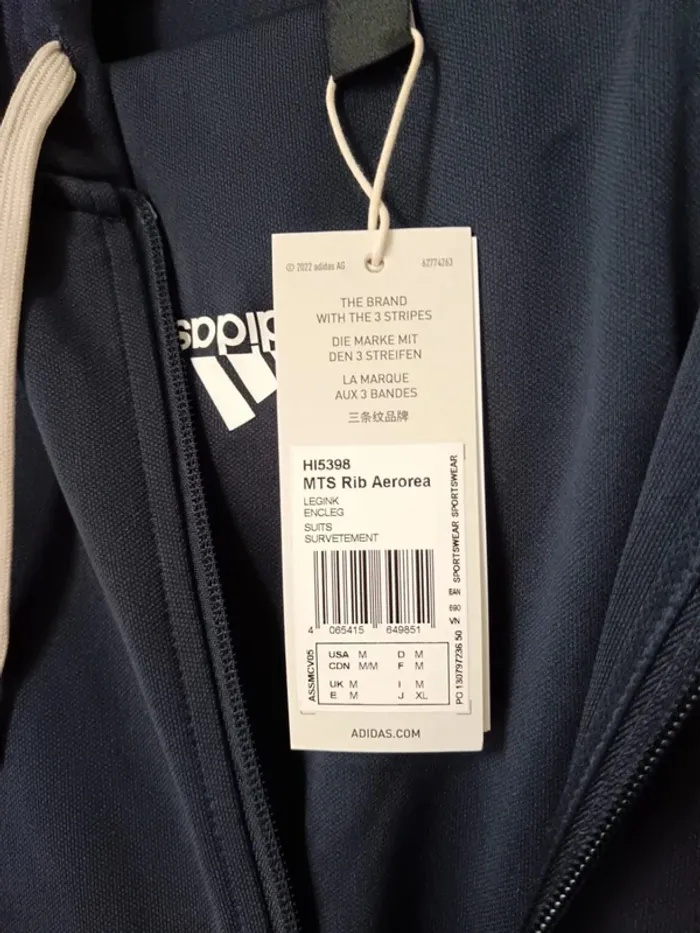 © 2022 adidas AG
62774263
THE BRAND
WITH THE 3 STRIPES
DIE MARKE MIT
DEN 3 STREIFEN
LA MARQUE
AUX 3 BANDES
三条纹品牌
adidas
HI5398
MTS Rib Aerorea
LEGINK
ENCLEG
SUITS
SURVETEMENT
4 065415 649851
ASSMCV05
USA M D M
CDN M/M F M
UK M I M
E M J XL
SPORTSWEAR SPORTSWEAR
EAN
690
VN
PO 130797236 50
ADIDAS.COM